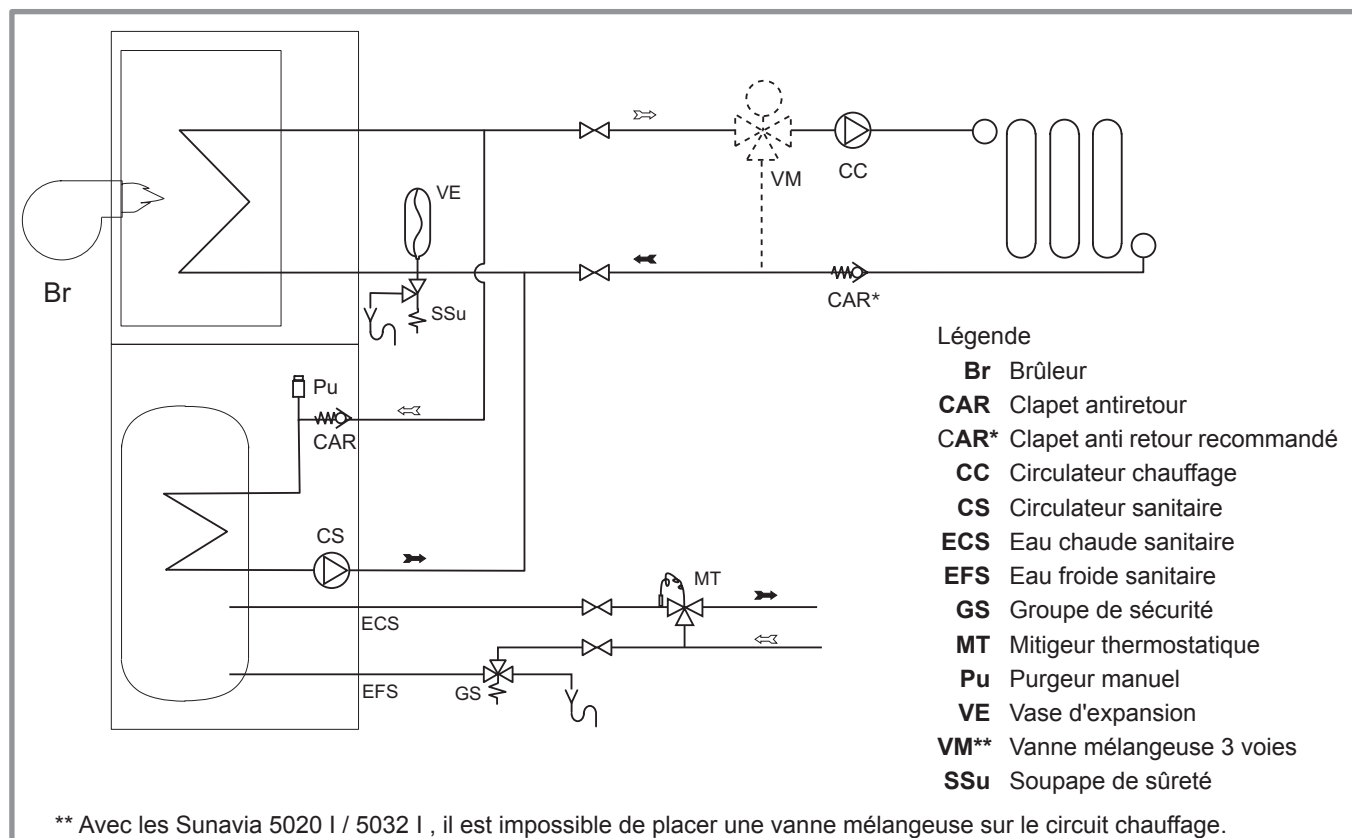 VM
CC
VE
Br
CAR*
SSu
Légende
Br Brûleur
Pu
CAR Clapet antiretour
CAR
CAR* Clapet anti retour recommandé
CC Circulateur chauffage
CS Circulateur sanitaire
CS
ECS Eau chaude sanitaire
MT
EFS Eau froide sanitaire
GS Groupe de sécurité
ECS
MT Mitigeur thermostatique
Pu Purgeur manuel
EFS
GS
VE Vase d'expansion
VM** Vanne mélangeuse 3 voies
SSu Soupape de sûreté
** Avec les Sunavia 5020 I / 5032 I , il est impossible de placer une vanne mélangeuse sur le circuit chauffage.